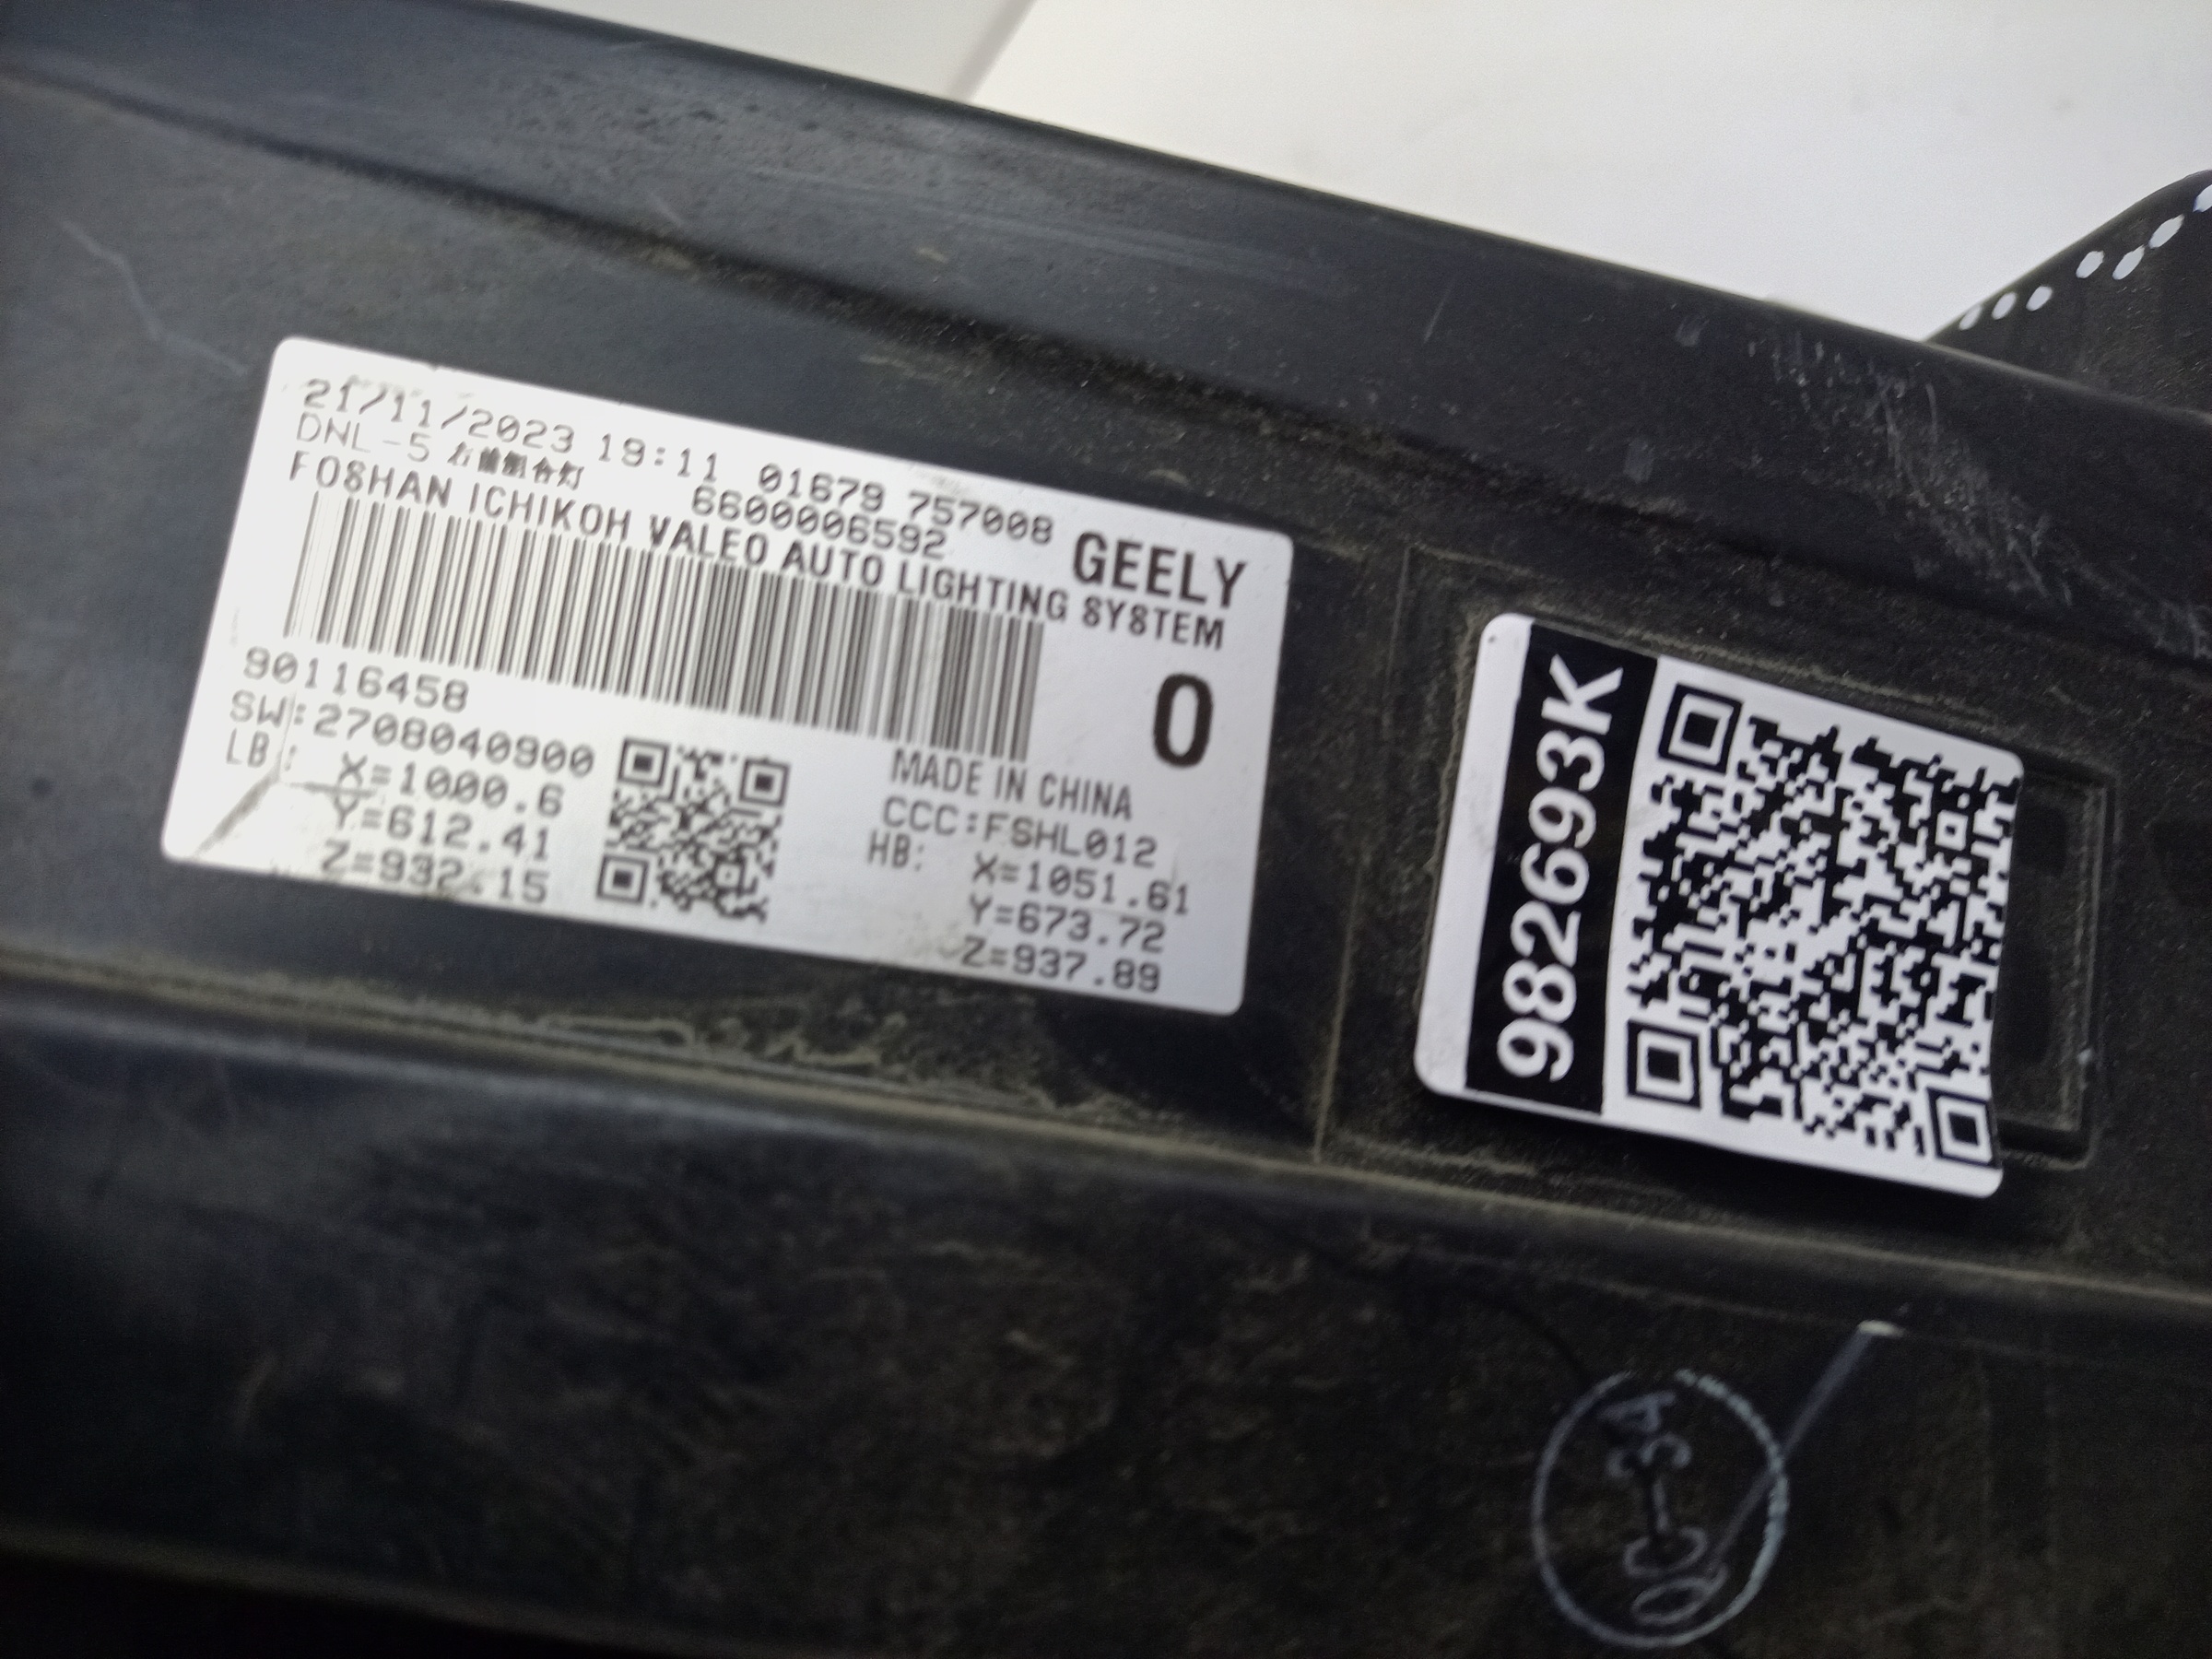 21/11/2023 19:11 01679 757008
DNL-5 右前组合灯 6600006592 GEELY
FOSHAN ICHIKOH VALEO AUTO LIGHTING SYSTEM
0
90116458
SW:2708040900
LB: X=1000.6
Y=612.41
Z=932.15
MADE IN CHINA
CCC:FSHL012
HB: X=1051.61
Y=673.72
Z=937.89
982693K
QC-34